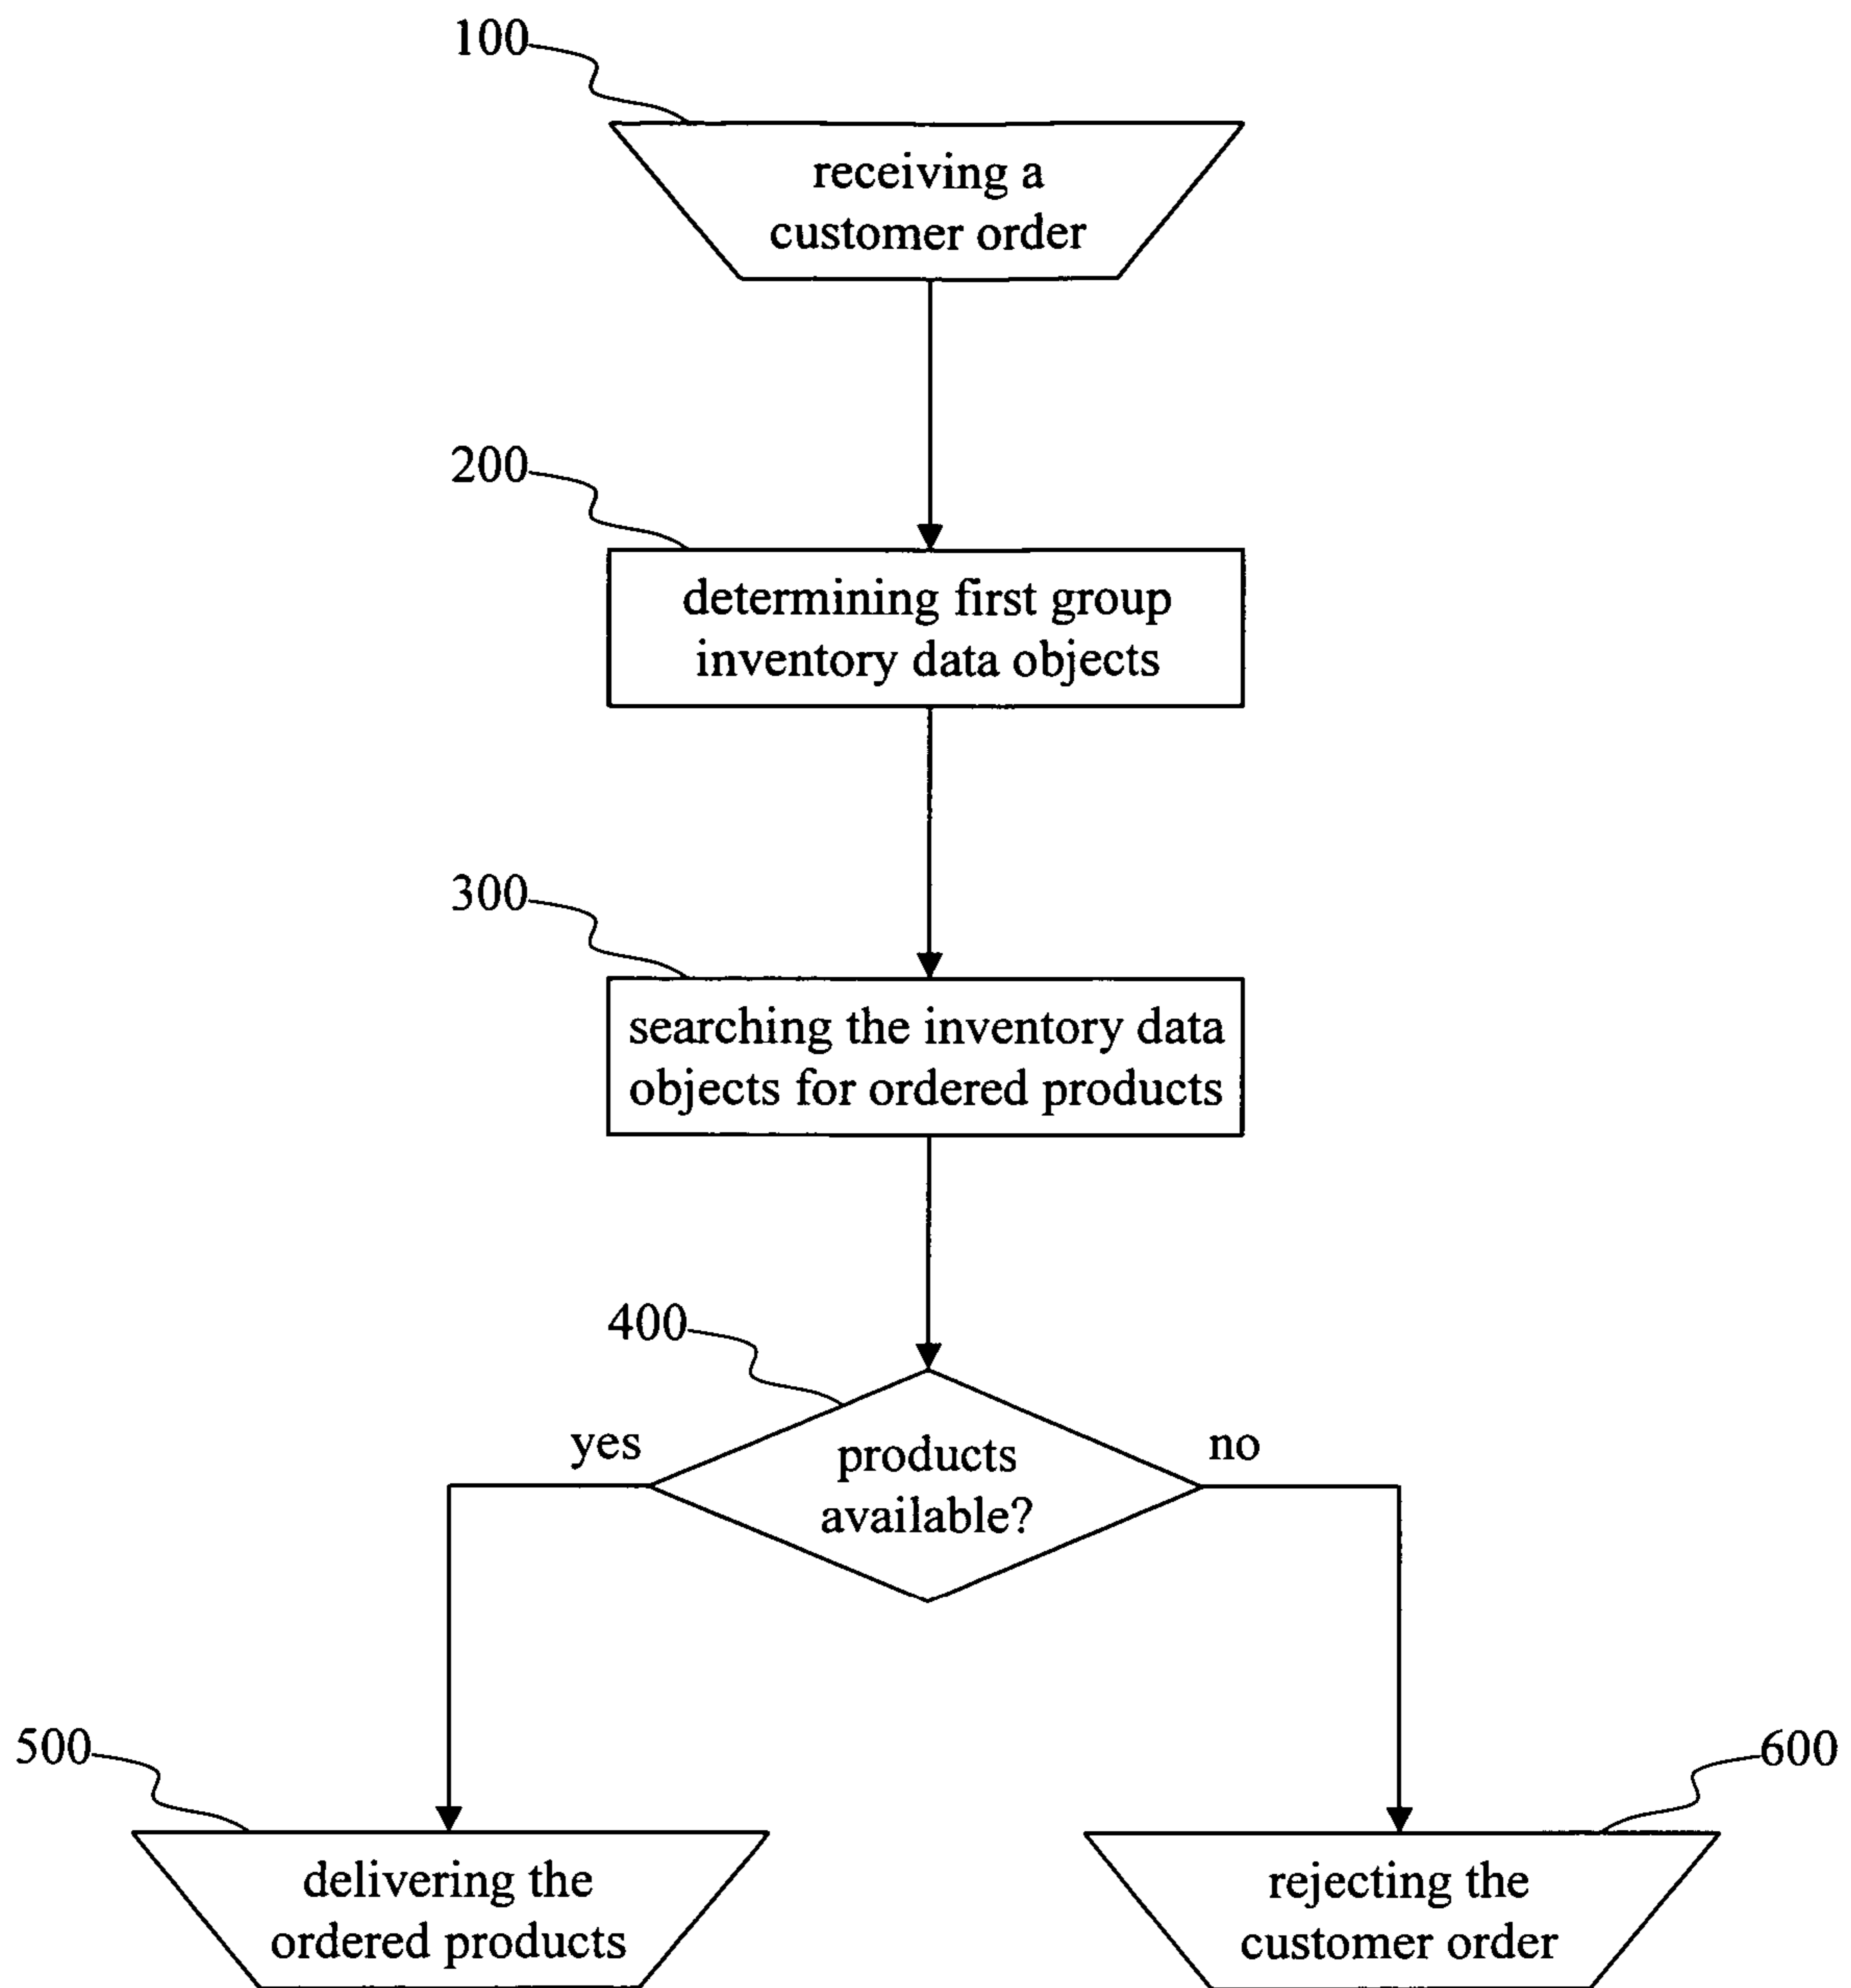 100
receiving a
customer order
200
determining first group
inventory data objects
300
searching the inventory data
objects for ordered products
400
yes
products
available?
no
500
delivering the
ordered products
600
rejecting the
customer order